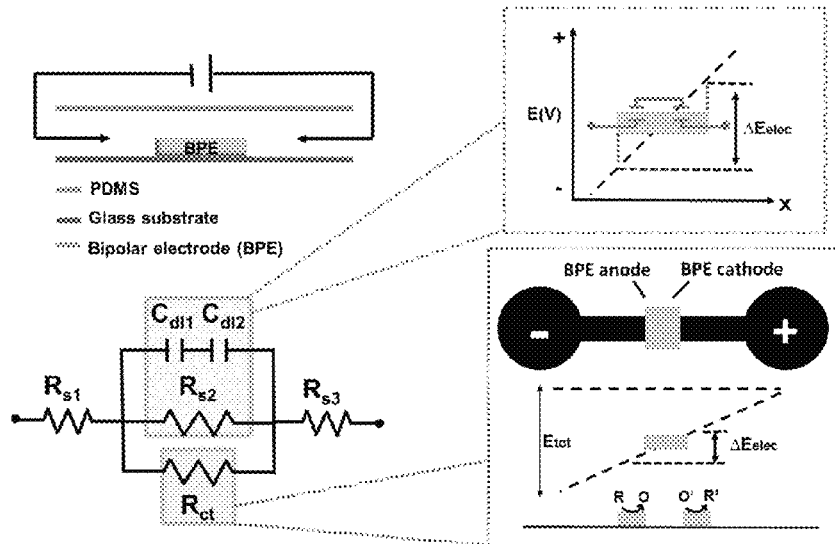 BPE
PDMS
Glass substrate
Bipolar electrode (BPE)
+
E(V)
-
X
ΔEelec
Cdl1 Cdl2
Rs1
Rs2
Rs3
Rct
BPE anode BPE cathode
- +
Etot
ΔEelec
R O O' R'